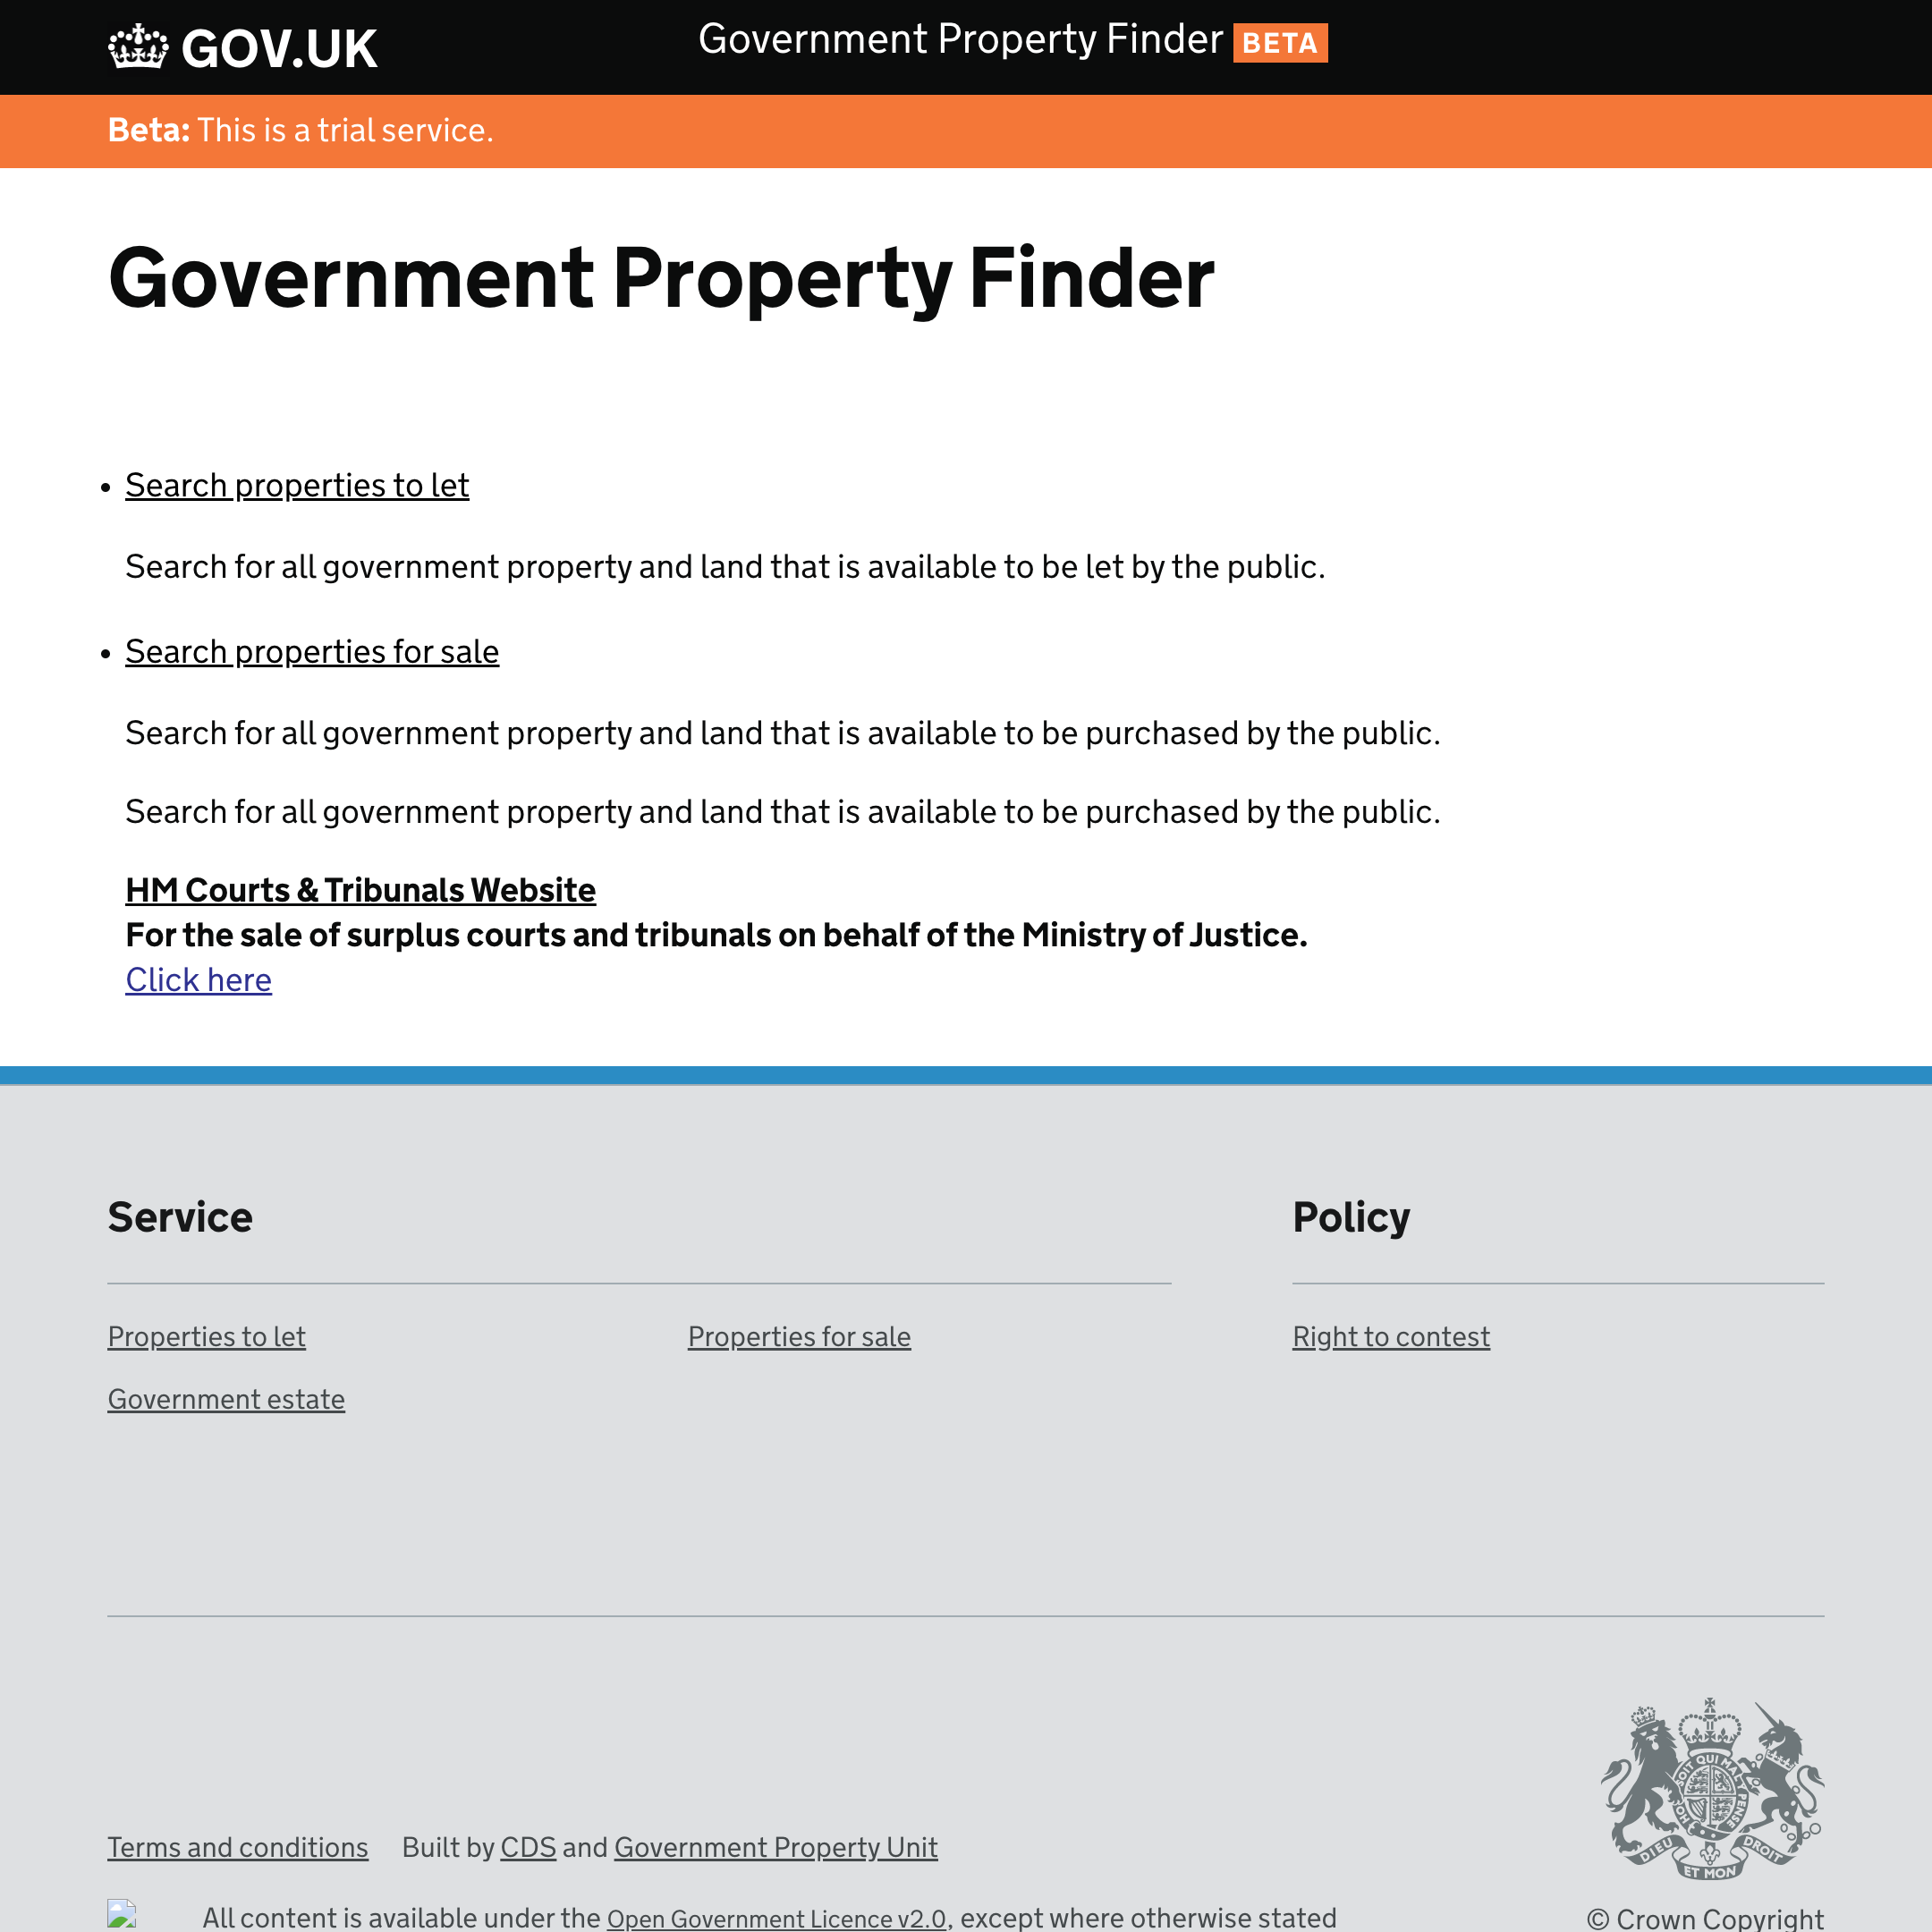 GOV.UK
Government Property Finder BETA
Beta: This is a trial service.
Government Property Finder
• Search properties to let
Search for all government property and land that is available to be let by the public.
• Search properties for sale
Search for all government property and land that is available to be purchased by the public.
Search for all government property and land that is available to be purchased by the public.
HM Courts & Tribunals Website
For the sale of surplus courts and tribunals on behalf of the Ministry of Justice.
Click here
Service
Policy
Properties to let
Properties for sale
Right to contest
Government estate
SOIT QUI MAL
PENSE
HONI
DIEU
ET MON
DROIT
Terms and conditions Built by CDS and Government Property Unit
All content is available under the Open Government Licence v2.0, except where otherwise stated
© Crown Copyright